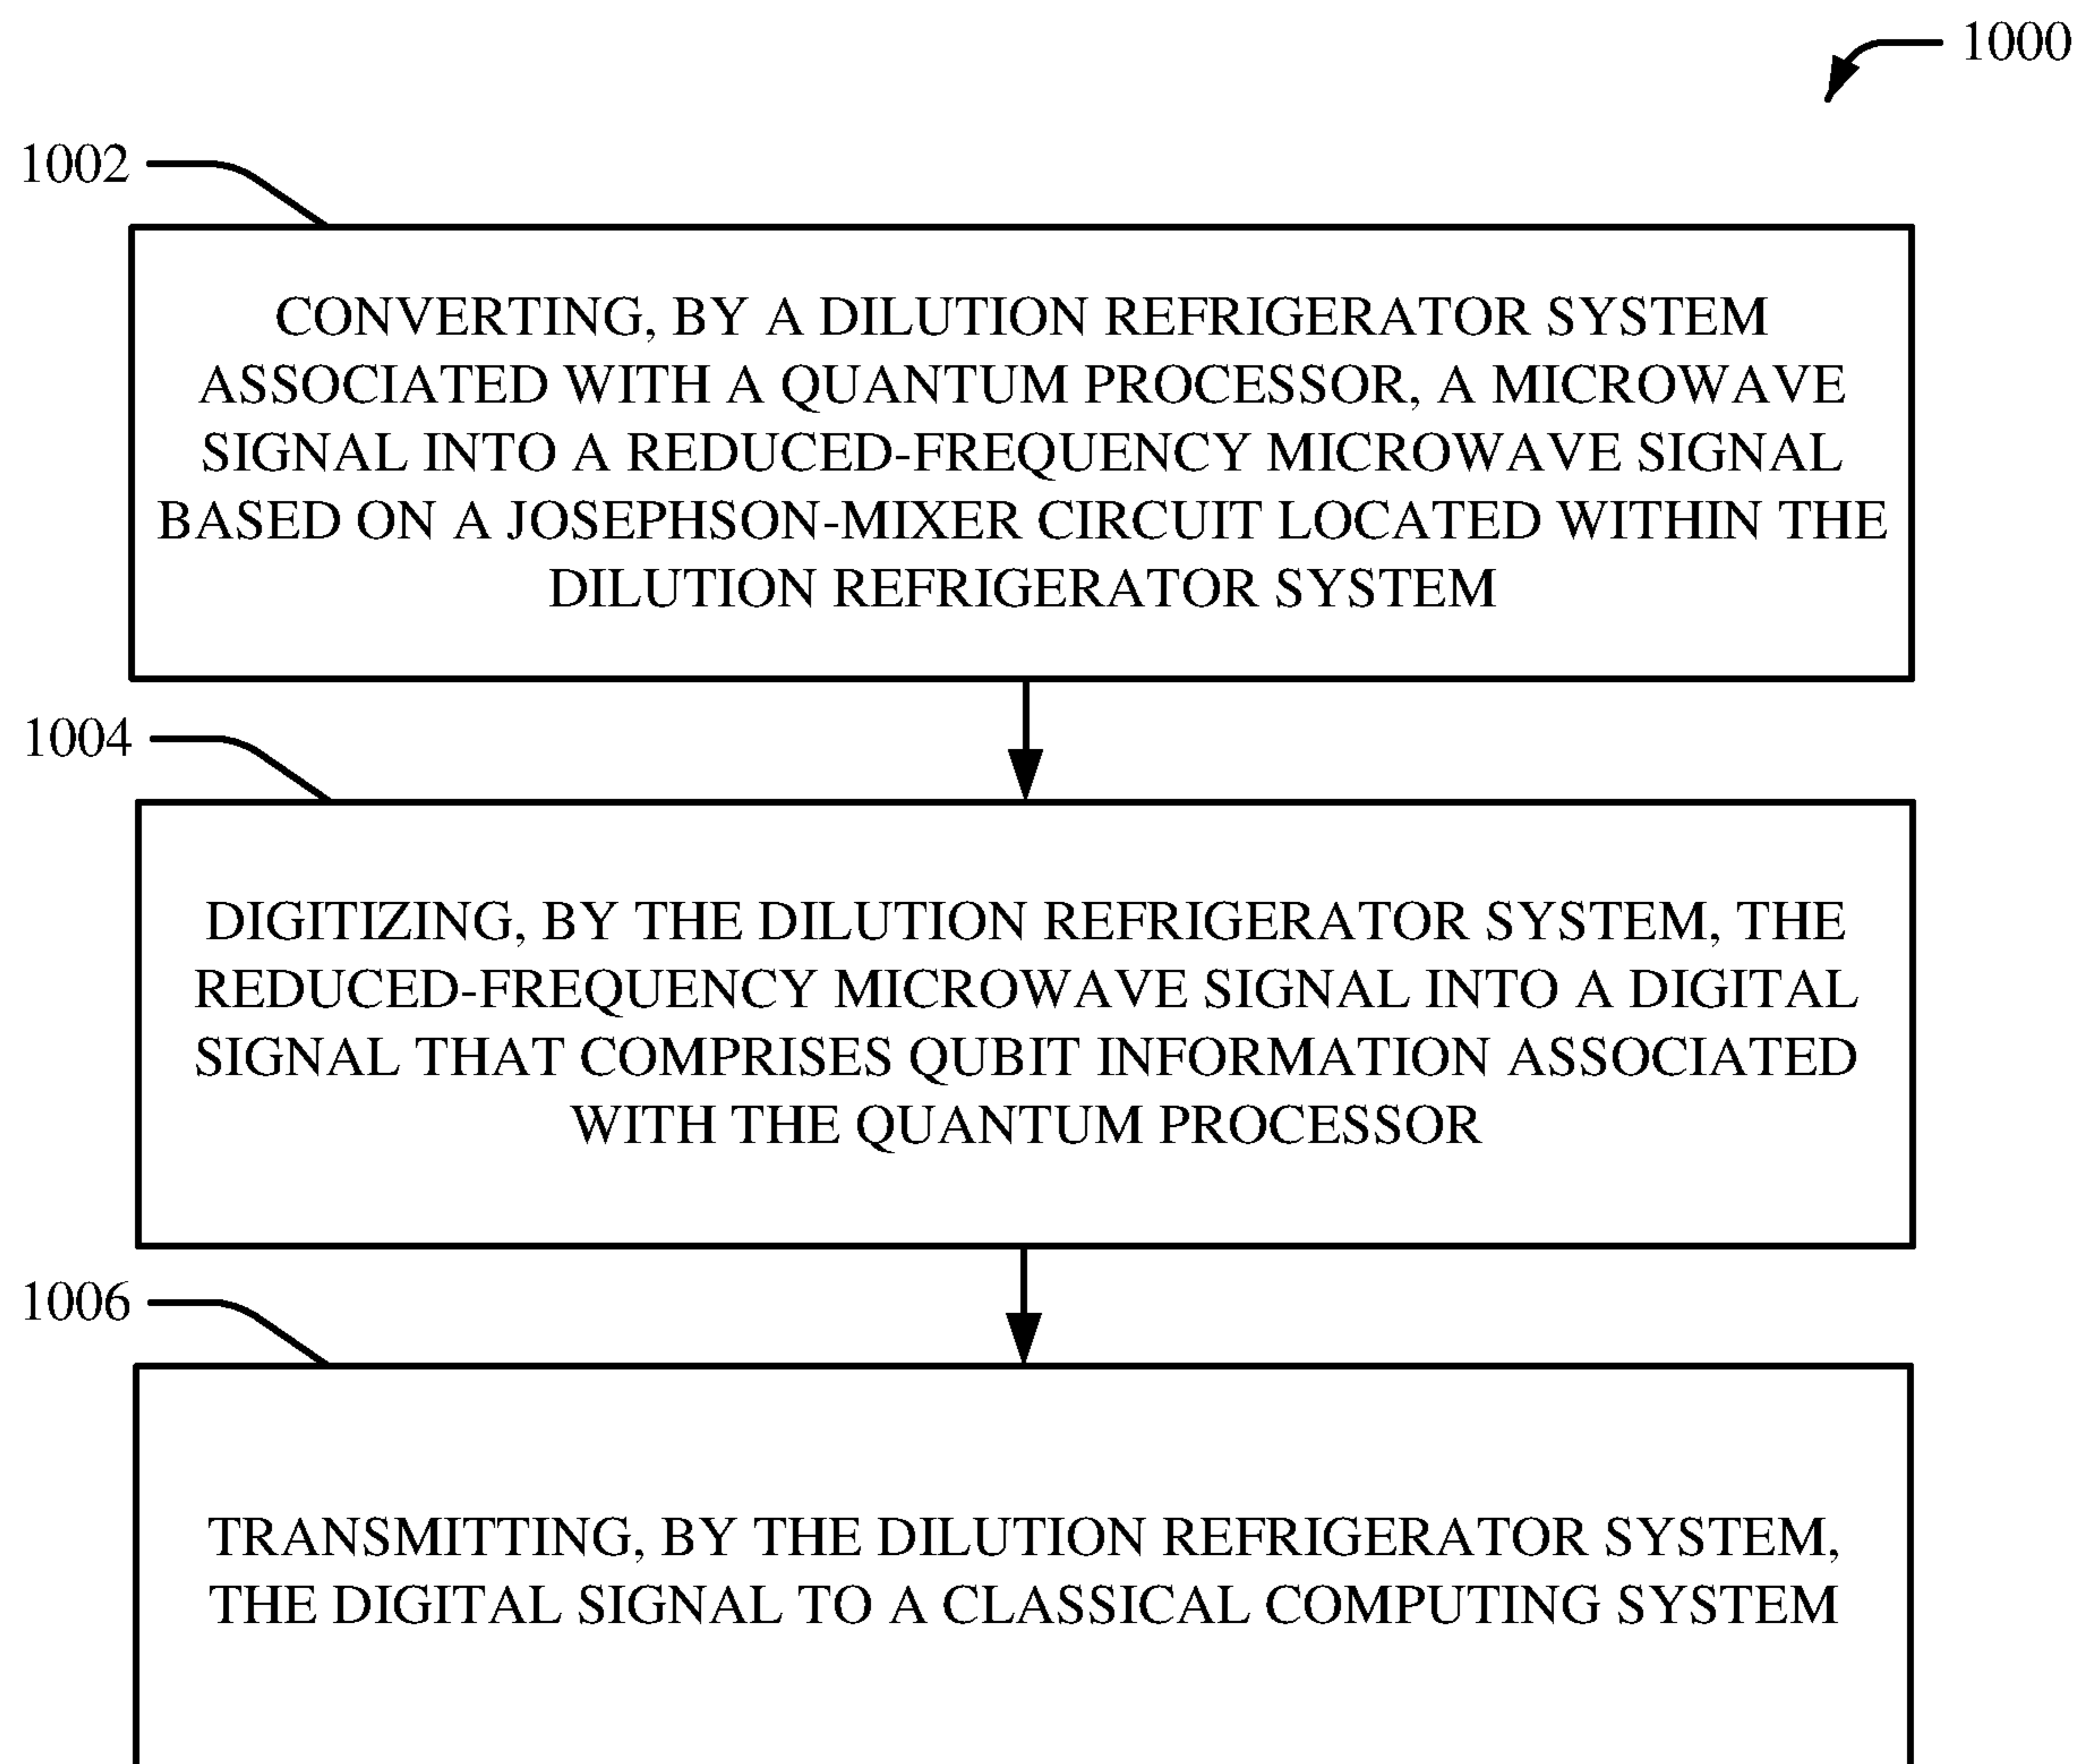 1000
1002
CONVERTING, BY A DILUTION REFRIGERATOR SYSTEM
ASSOCIATED WITH A QUANTUM PROCESSOR, A MICROWAVE
SIGNAL INTO A REDUCED-FREQUENCY MICROWAVE SIGNAL
BASED ON A JOSEPHSON-MIXER CIRCUIT LOCATED WITHIN THE
DILUTION REFRIGERATOR SYSTEM
1004
DIGITIZING, BY THE DILUTION REFRIGERATOR SYSTEM, THE
REDUCED-FREQUENCY MICROWAVE SIGNAL INTO A DIGITAL
SIGNAL THAT COMPRISES QUBIT INFORMATION ASSOCIATED
WITH THE QUANTUM PROCESSOR
1006
TRANSMITTING, BY THE DILUTION REFRIGERATOR SYSTEM,
THE DIGITAL SIGNAL TO A CLASSICAL COMPUTING SYSTEM